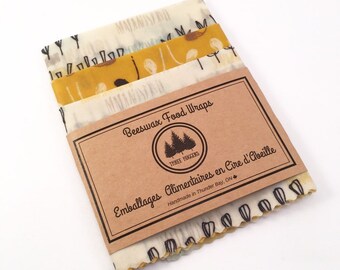 Beeswax Food Wraps
Emballages Alimentaires en Cire d'Abeille
Handmade in Thunder Bay, ON